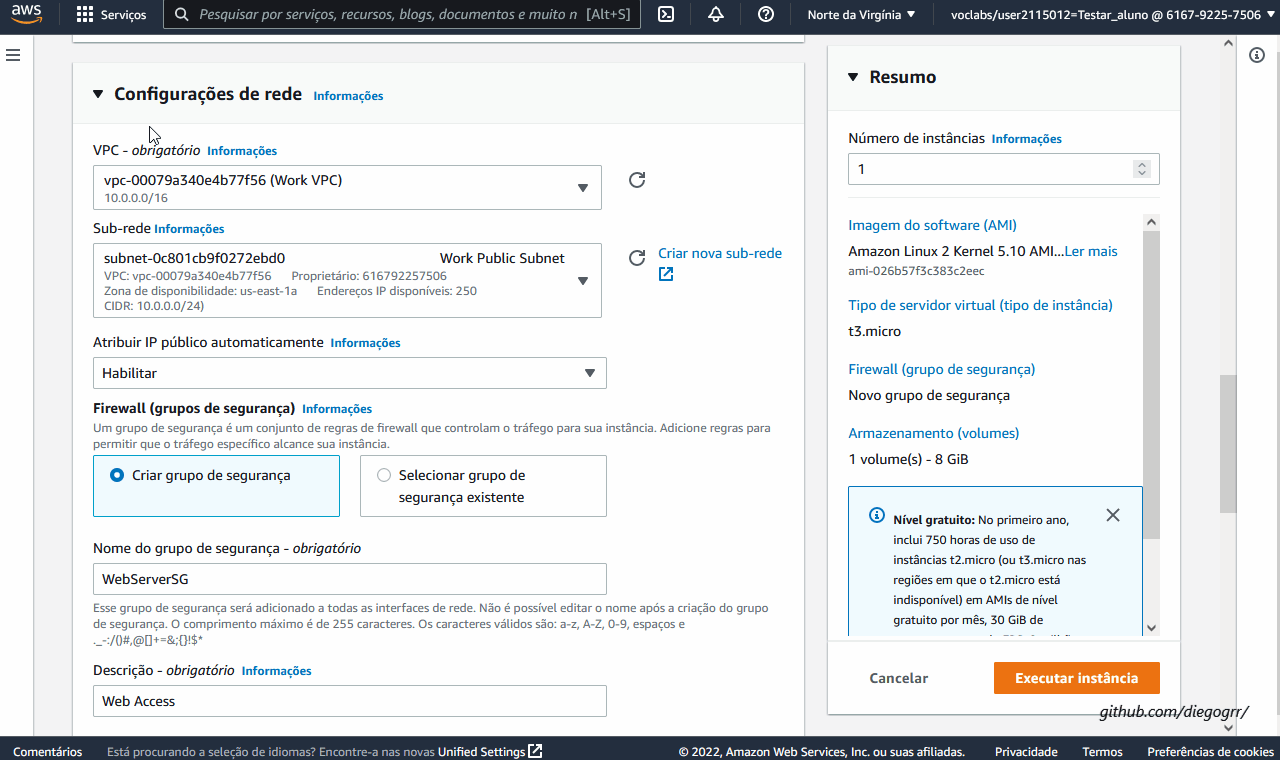 aws
Serviços
Pesquisar por serviços, recursos, blogs, documentos e muito n [Alt+S]
Norte da Virgínia
voclabs/user2115012=Testar_aluno @ 6167-9225-7506
Configurações de rede Informações
VPC - obrigatório Informações
vpc-00079a340e4b77f56 (Work VPC)
10.0.0.0/16
Sub-rede Informações
subnet-0c801cb9f0272ebd0 Work Public Subnet
VPC: vpc-00079a340e4b77f56 Proprietário: 616792257506
Zona de disponibilidade: us-east-1a Endereços IP disponíveis: 250
CIDR: 10.0.0.0/24)
Criar nova sub-rede
Atribuir IP público automaticamente Informações
Habilitar
Firewall (grupos de segurança) Informações
Um grupo de segurança é um conjunto de regras de firewall que controlam o tráfego para sua instância. Adicione regras para
permitir que o tráfego específico alcance sua instância.
Criar grupo de segurança
Selecionar grupo de
segurança existente
Nome do grupo de segurança - obrigatório
WebServerSG
Esse grupo de segurança será adicionado a todas as interfaces de rede. Não é possível editar o nome após a criação do grupo
de segurança. O comprimento máximo é de 255 caracteres. Os caracteres válidos são: a-z, A-Z, 0-9, espaços e
._-:/()#,@[]+=&;{}!$*
Descrição - obrigatório Informações
Web Access
Resumo
Número de instâncias Informações
1
Imagem do software (AMI)
Amazon Linux 2 Kernel 5.10 AMI...Ler mais
ami-026b57f3c383c2eec
Tipo de servidor virtual (tipo de instância)
t3.micro
Firewall (grupo de segurança)
Novo grupo de segurança
Armazenamento (volumes)
1 volume(s) - 8 GiB
Nível gratuito: No primeiro ano,
inclui 750 horas de uso de
instâncias t2.micro (ou t3.micro nas
regiões em que o t2.micro está
indisponível) em AMIs de nível
gratuito por mês, 30 GiB de
Cancelar
Executar instância
github.com/diegogrr/
Comentários
Está procurando a seleção de idiomas? Encontre-a nas novas Unified Settings
© 2022, Amazon Web Services, Inc. ou suas afiliadas.
Privacidade
Termos
Preferências de cookies